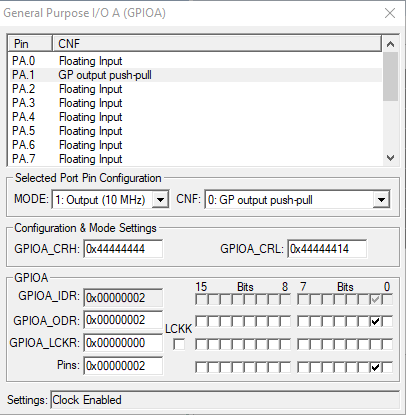 General Purpose I/O A (GPIOA)
Pin CNF
PA.0 Floating Input
PA.1 GP output push-pull
PA.2 Floating Input
PA.3 Floating Input
PA.4 Floating Input
PA.5 Floating Input
PA.6 Floating Input
PA.7 Floating Input
Selected Port Pin Configuration
MODE: 1: Output (10 MHz) CNF: 0: GP output push-pull
Configuration & Mode Settings
GPIOA_CRH: 0x44444444 GPIOA_CRL: 0x44444414
GPIOA
15 Bits 8 7 Bits 0
GPIOA_IDR: 0x00000002
GPIOA_ODR: 0x00000002
LCKK
GPIOA_LCKR: 0x00000000
Pins: 0x00000002
Settings: Clock Enabled